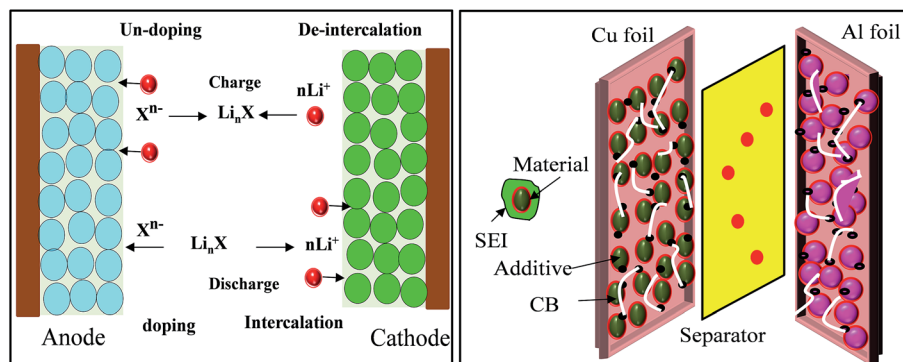 Un-doping
De-intercalation
Charge
nLi⁺
Xⁿ⁻
LiₙX
Xⁿ⁻
LiₙX
nLi⁺
Discharge
doping
Intercalation
Anode
Cathode
Cu foil
Al foil
Material
SEI
Additive
CB
Separator